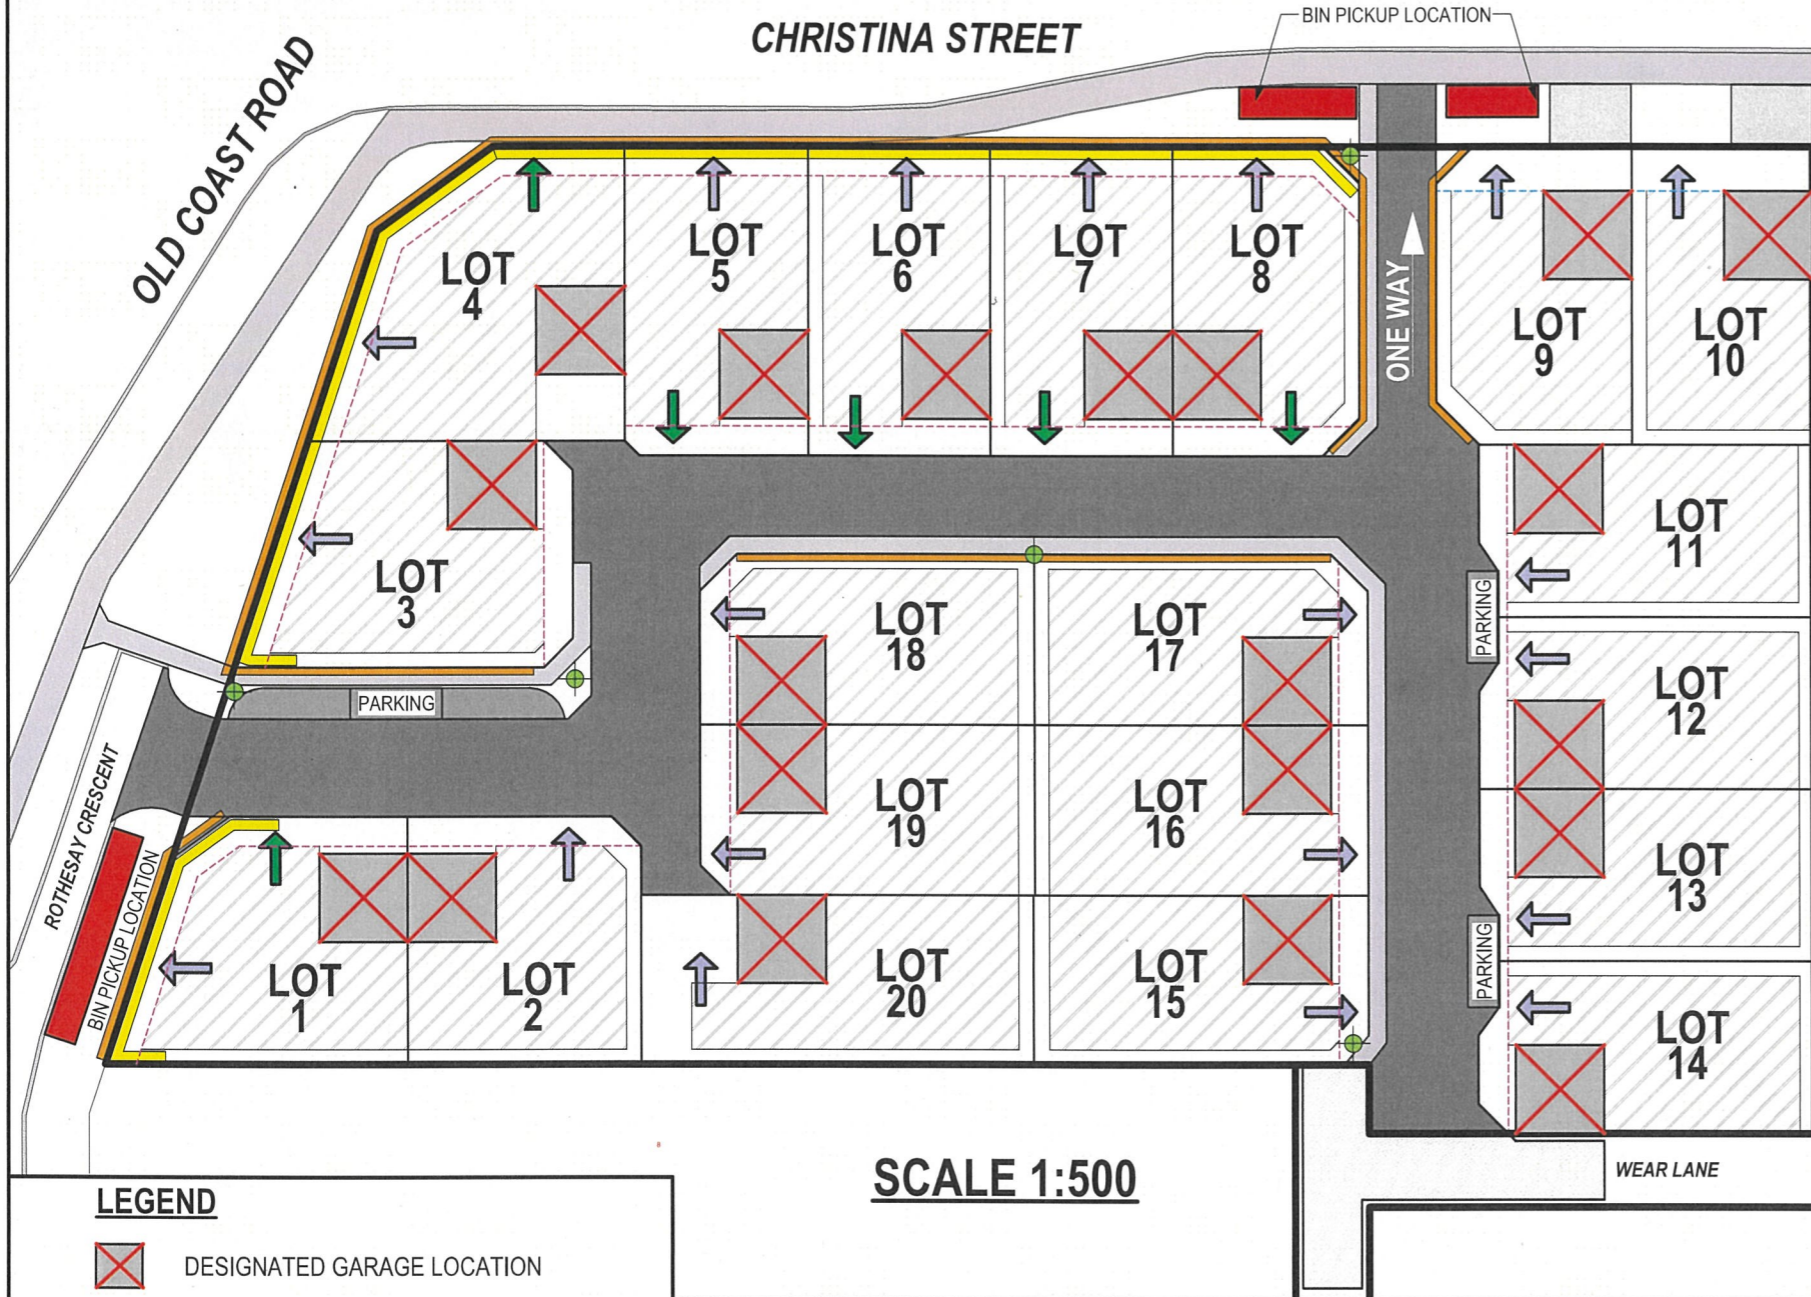 BIN PICKUP LOCATION
CHRISTINA STREET
OLD COAST ROAD
LOT
4
LOT
5
LOT
6
LOT
7
LOT
8
ONE WAY
LOT
9
LOT
10
LOT
3
LOT
11
PARKING
LOT
18
LOT
17
LOT
12
PARKING
ROTHESAY CRESCENT
BIN PICKUP LOCATION
LOT
19
LOT
16
LOT
13
LOT
1
LOT
2
LOT
20
LOT
15
PARKING
LOT
14
SCALE 1:500
WEAR LANE
LEGEND
DESIGNATED GARAGE LOCATION